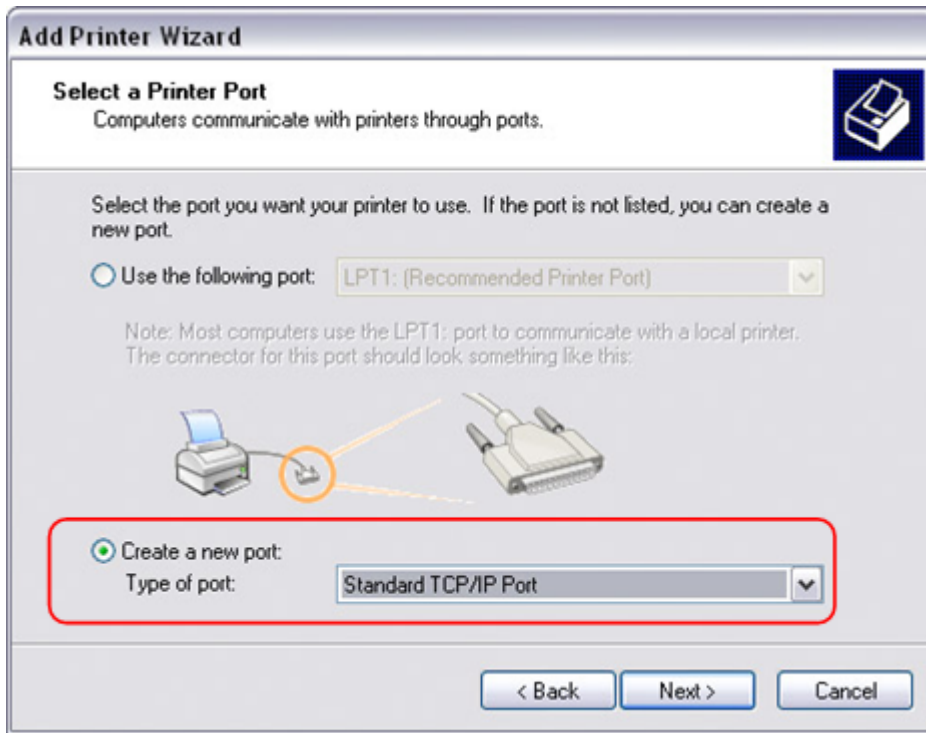 Add Printer Wizard
Select a Printer Port
Computers communicate with printers through ports.
Select the port you want your printer to use. If the port is not listed, you can create a
new port.
Use the following port: LPT1: (Recommended Printer Port)
Note: Most computers use the LPT1: port to communicate with a local printer.
The connector for this port should look something like this:
Create a new port:
Type of port: Standard TCP/IP Port
< Back Next > Cancel